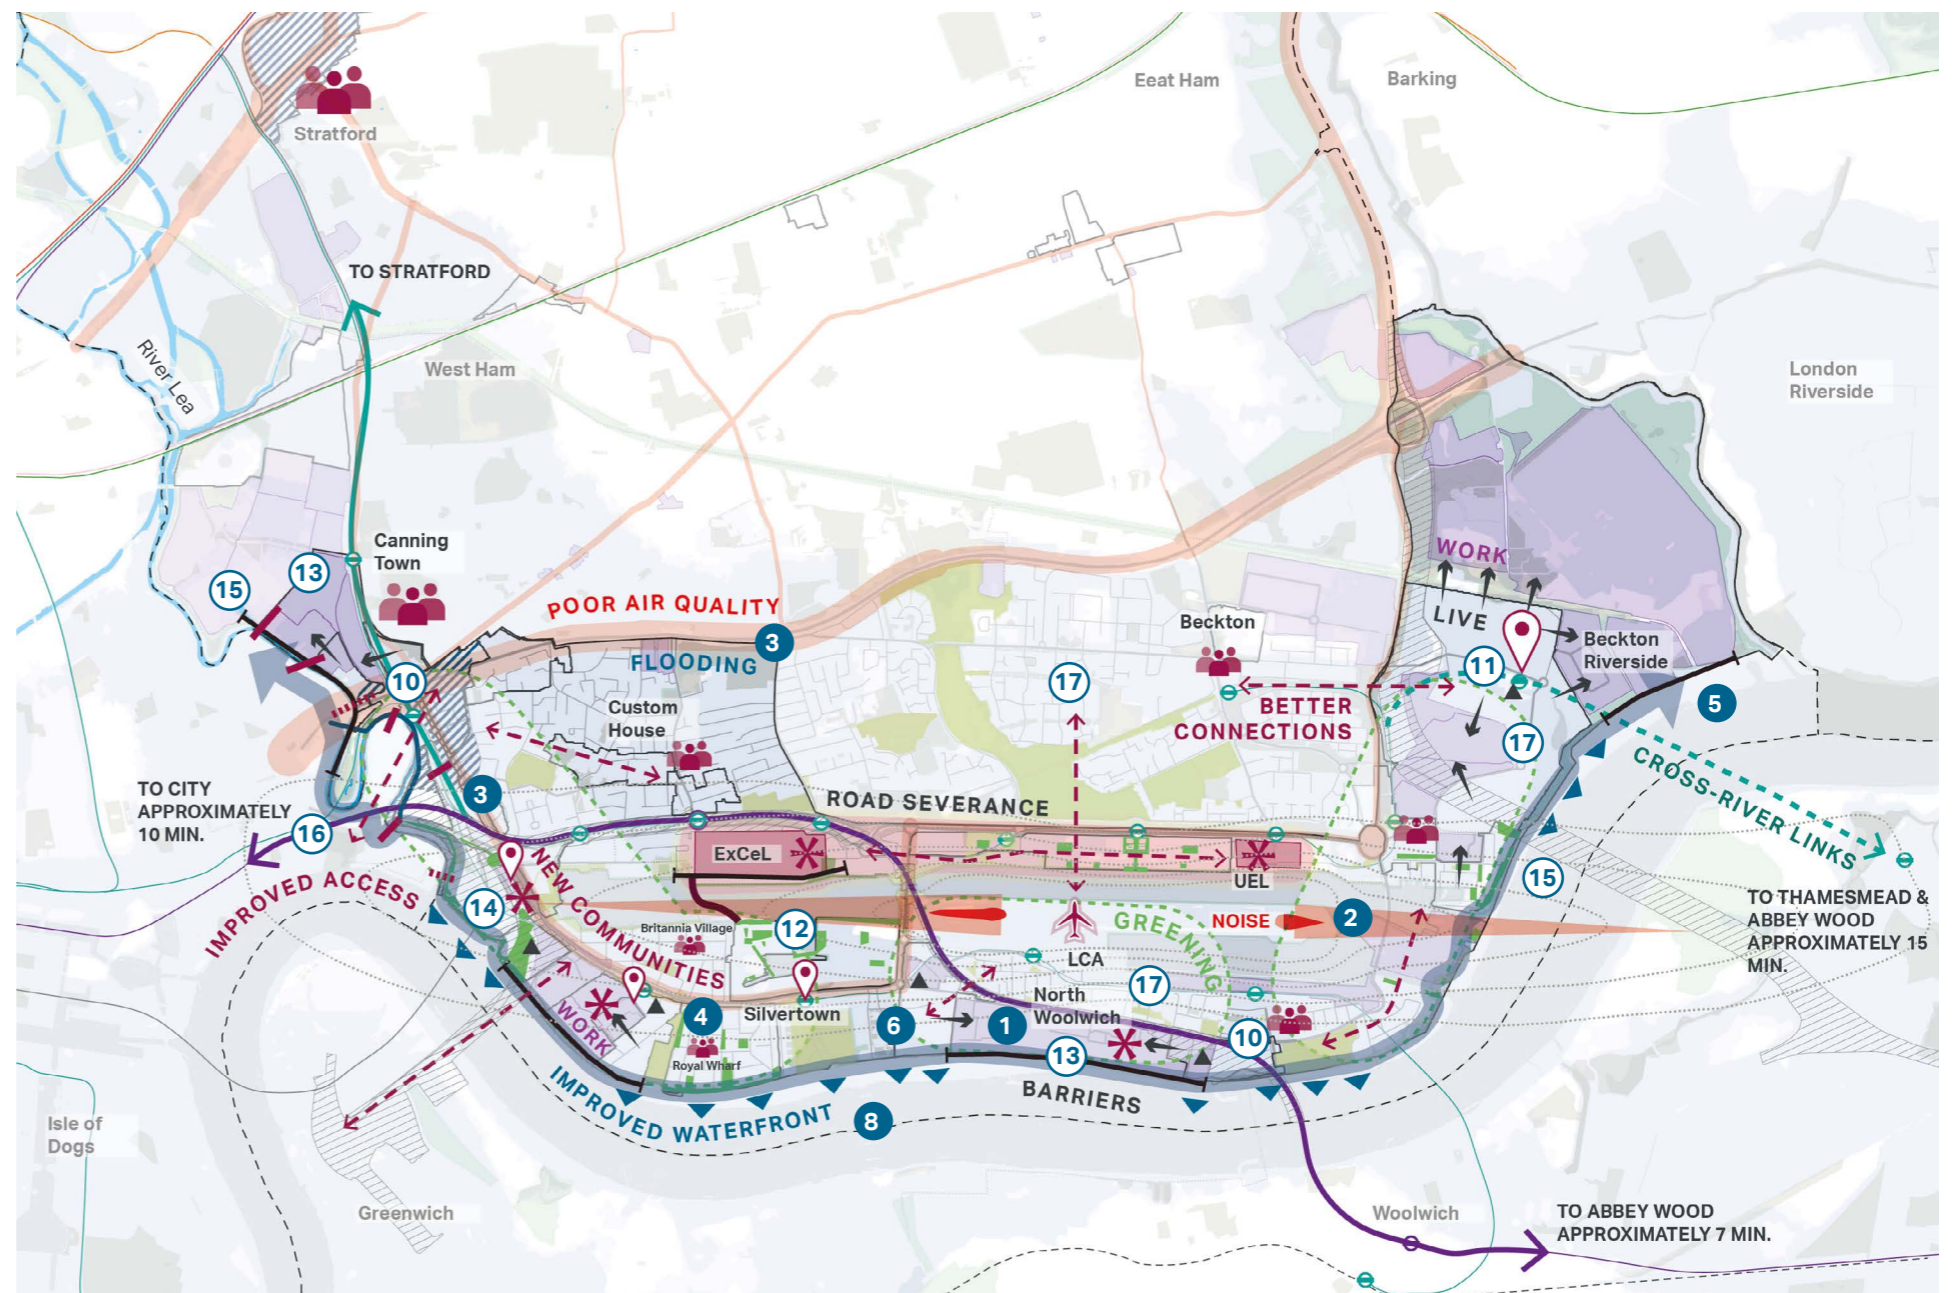 Eeat Ham
Barking
Stratford
TO STRATFORD
River Lea
West Ham
London
Riverside
Canning
Town
13
15
WORK
LIVE
POOR AIR QUALITY
3
FLOODING
Beckton
Beckton
Riverside
11
10
17
5
Custom
House
BETTER
CONNECTIONS
17
CROSS-RIVER LINKS
TO CITY
APPROXIMATELY
10 MIN.
3
16
ROAD SEVERANCE
ExCeL
UEL
IMPROVED ACCESS
14
NEW COMMUNITIES
Britannia Village
12
GREENING
NOISE
2
15
TO THAMESMEAD &
ABBEY WOOD
APPROXIMATELY 15
MIN.
LCA
WORK
4
Silvertown
6
1
North
Woolwich
17
10
Royal Wharf
13
IMPROVED WATERFRONT
8
BARRIERS
Isle of
Dogs
Greenwich
Woolwich
TO ABBEY WOOD
APPROXIMATELY 7 MIN.